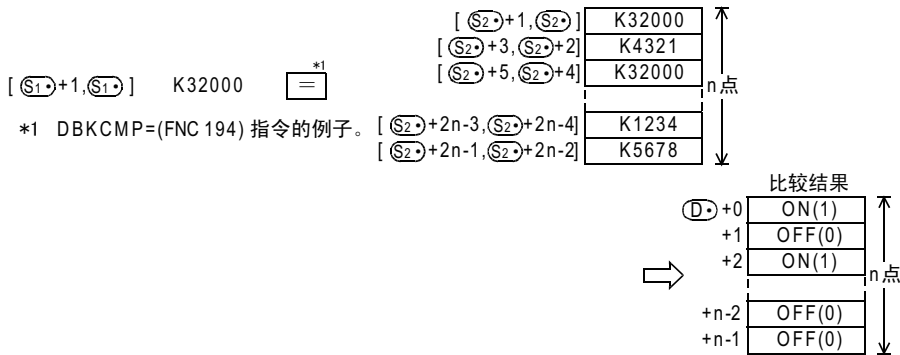 [ (S2・)+1,(S2・) ] K32000
[ (S2・)+3,(S2・)+2] K4321
[ (S2・)+5,(S2・)+4] K32000
n点
[ (S1・)+1,(S1・) ] K32000 = *1
*1 DBKCMP=(FNC 194) 指令的例子。
[ (S2・)+2n-3,(S2・)+2n-4] K1234
[ (S2・)+2n-1,(S2・)+2n-2] K5678
比较结果
(D・) +0 ON(1)
+1 OFF(0)
+2 ON(1)
n点
+n-2 OFF(0)
+n-1 OFF(0)